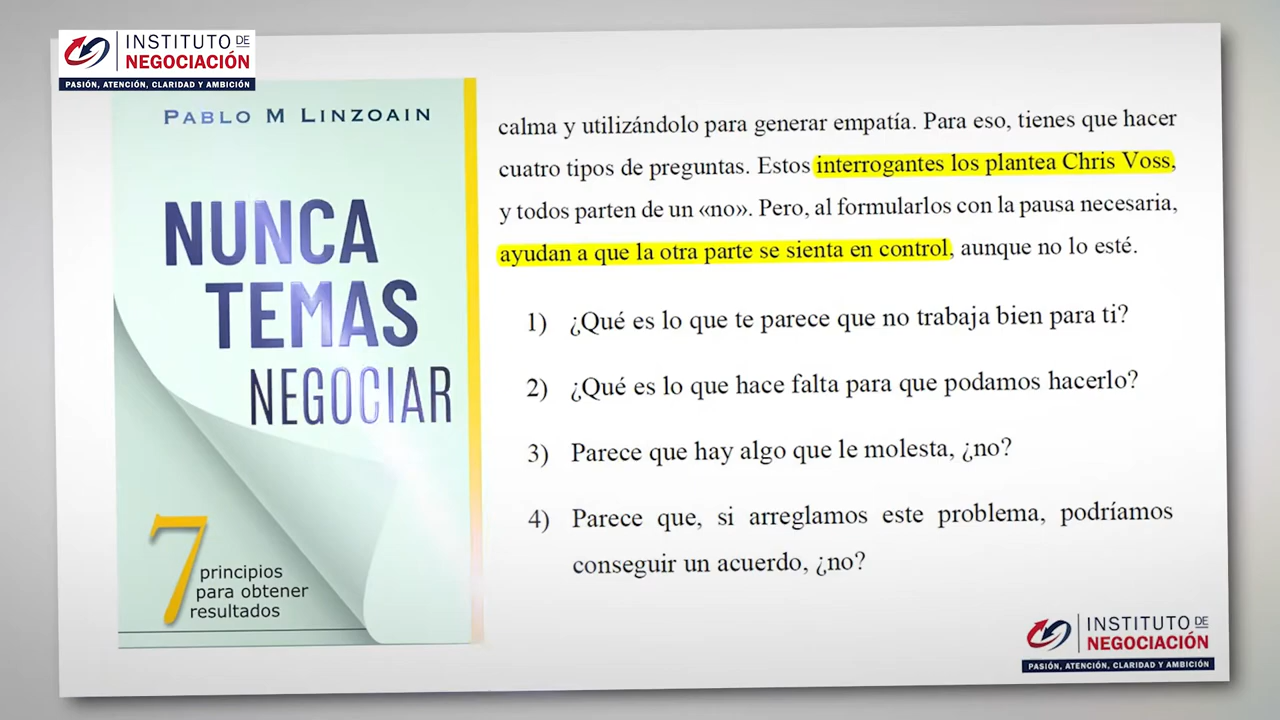 INSTITUTO DE
NEGOCIACIÓN
PASIÓN, ATENCIÓN, CLARIDAD Y AMBICIÓN
PABLO M LINZOAIN
NUNCA
TEMAS
NEGOCIAR
7
principios
para obtener
resultados
calma y utilizándolo para generar empatía. Para eso, tienes que hacer
cuatro tipos de preguntas. Estos interrogantes los plantea Chris Voss,
y todos parten de un «no». Pero, al formularlos con la pausa necesaria,
ayudan a que la otra parte se sienta en control, aunque no lo esté.
1) ¿Qué es lo que te parece que no trabaja bien para ti?
2) ¿Qué es lo que hace falta para que podamos hacerlo?
3) Parece que hay algo que le molesta, ¿no?
4) Parece que, si arreglamos este problema, podríamos
conseguir un acuerdo, ¿no?
INSTITUTO DE
NEGOCIACIÓN
PASIÓN, ATENCIÓN, CLARIDAD Y AMBICIÓN